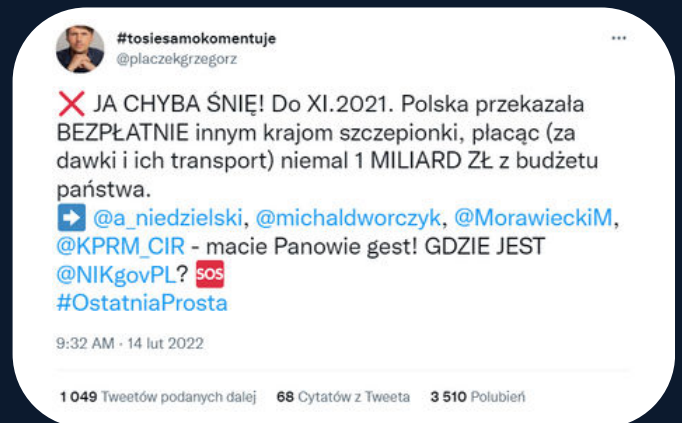 #tosiesamokomentuje
@placzekgrzegorz
❌ JA CHYBA ŚNIĘ! Do XI.2021. Polska przekazała
BEZPŁATNIE innym krajom szczepionki, płacąc (za
dawki i ich transport) niemal 1 MILIARD ZŁ z budżetu
państwa.
➡️ @a_niedzielski, @michaldworczyk, @MorawieckiM,
@KPRM_CIR - macie Panowie gest! GDZIE JEST
@NIKgovPL? 🆘
#OstatniaProsta
9:32 AM · 14 lut 2022
1 049 Tweetów podanych dalej 68 Cytatów z Tweeta 3 510 Polubień